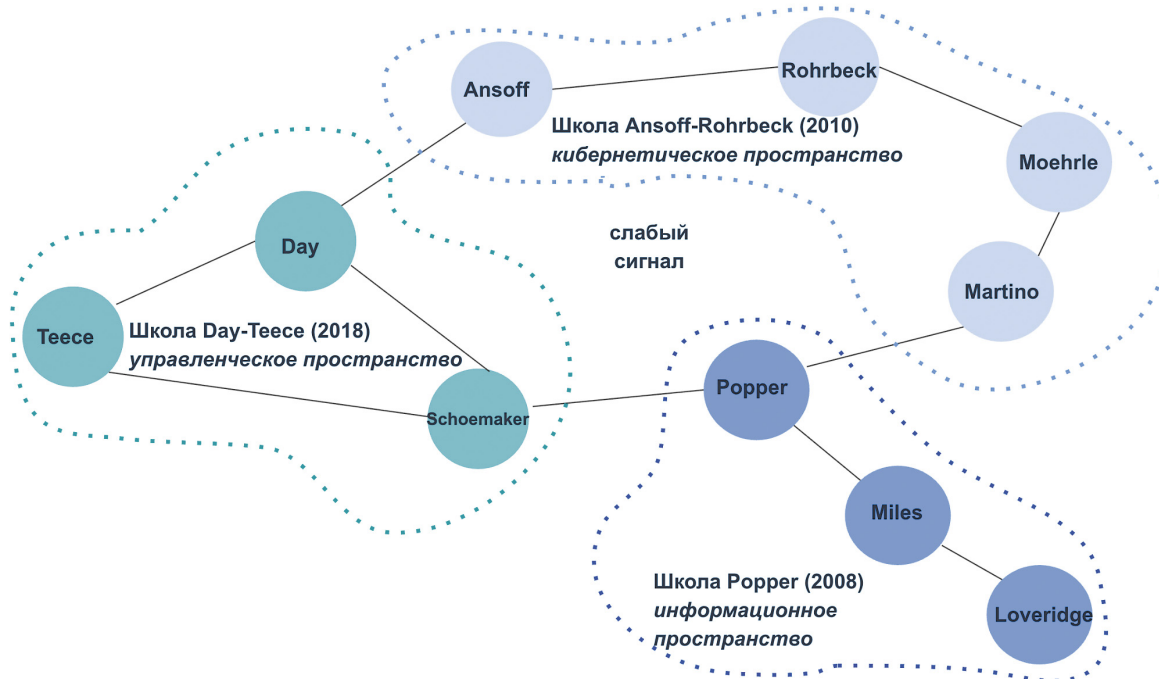 Ansoff
Rohrbeck
Школа Ansoff-Rohrbeck (2010)
кибернетическое пространство
Moehrle
Day
слабый
сигнал
Martino
Teece
Школа Day-Teece (2018)
управленческое пространство
Popper
Schoemaker
Miles
Школа Popper (2008)
информационное
пространство
Loveridge